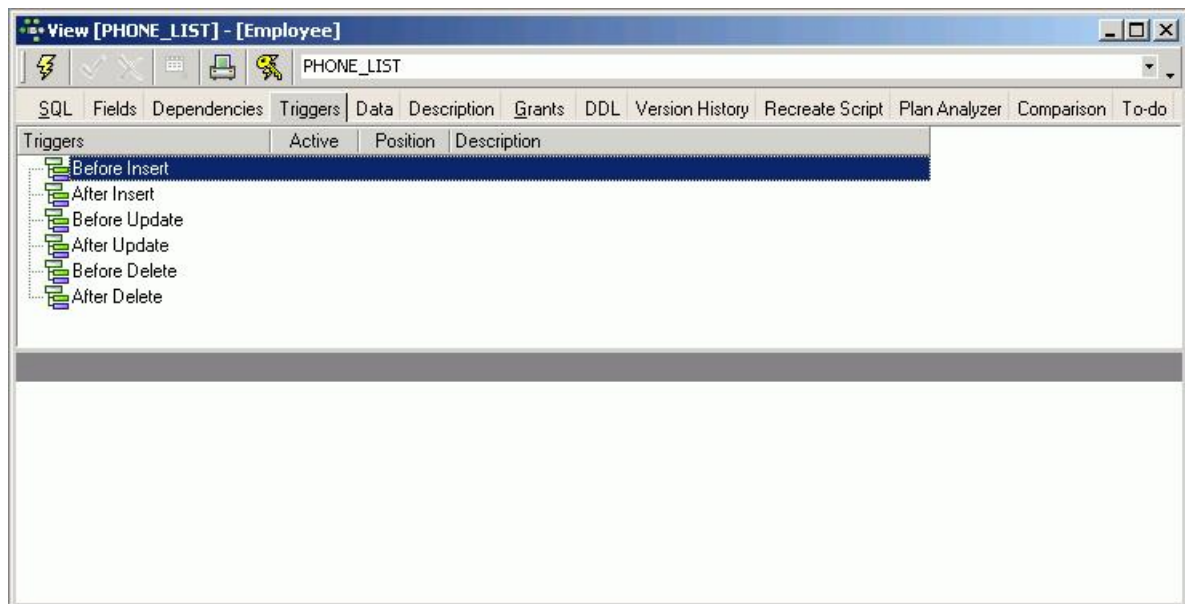 View [PHONE_LIST] - [Employee]
PHONE_LIST
SQL Fields Dependencies Triggers Data Description Grants DDL Version History Recreate Script Plan Analyzer Comparison To-do
Triggers Active Position Description
Before Insert
After Insert
Before Update
After Update
Before Delete
After Delete